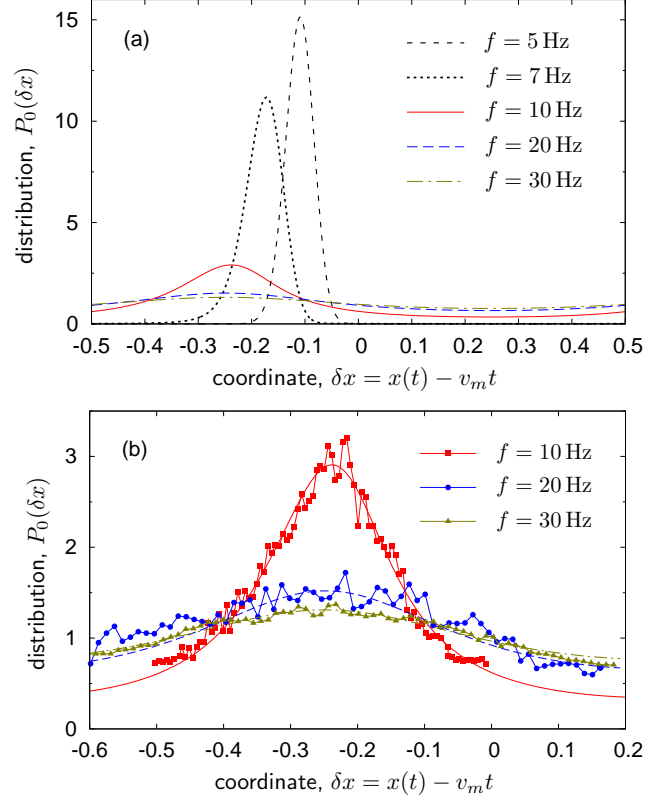 (a)
distribution, P₀(δx)
15
10
5
0
f = 5 Hz
f = 7 Hz
f = 10 Hz
f = 20 Hz
f = 30 Hz
-0.5 -0.4 -0.3 -0.2 -0.1 0 0.1 0.2 0.3 0.4 0.5
coordinate, δx = x(t) − vₘt
(b)
distribution, P₀(δx)
3
2
1
0
f = 10 Hz
f = 20 Hz
f = 30 Hz
-0.6 -0.5 -0.4 -0.3 -0.2 -0.1 0 0.1 0.2
coordinate, δx = x(t) − vₘt